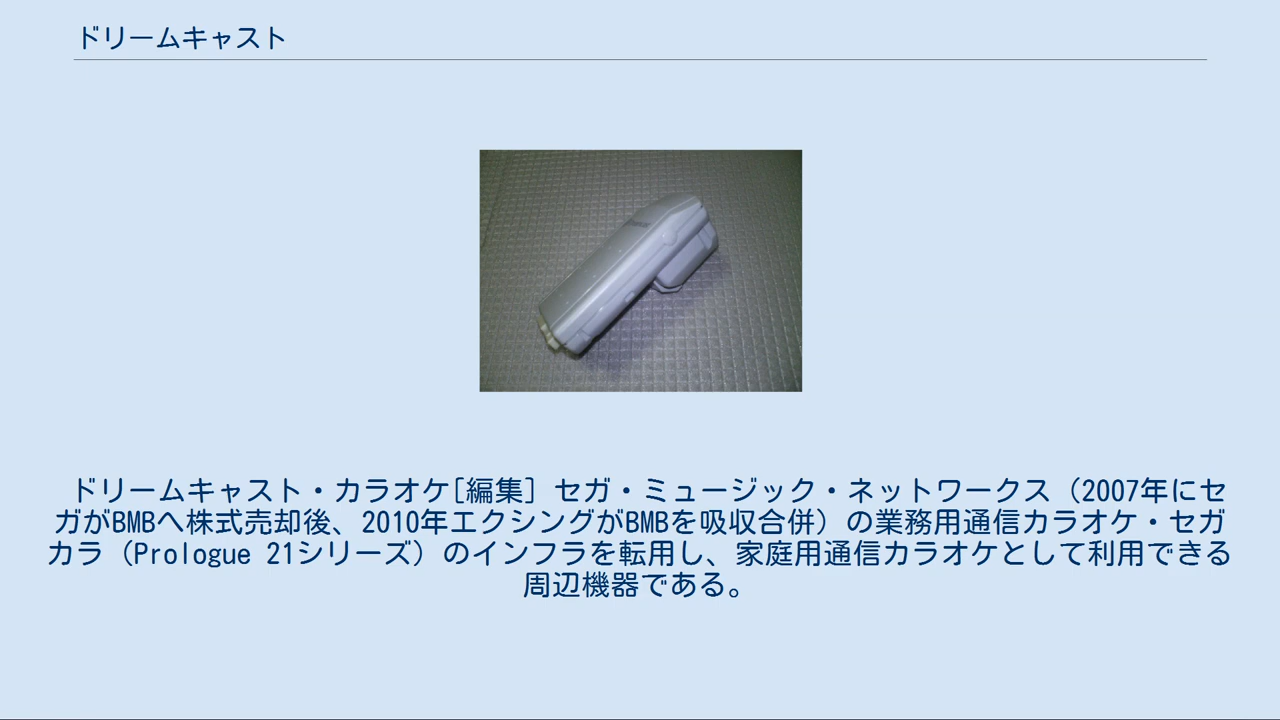 ドリームキャスト
ドリームキャスト・カラオケ[編集] セガ・ミュージック・ネットワークス（2007年にセ
ガがBMBへ株式売却後、2010年エクシングがBMBを吸収合併）の業務用通信カラオケ・セガ
カラ（Prologue 21シリーズ）のインフラを転用し、家庭用通信カラオケとして利用できる
周辺機器である。